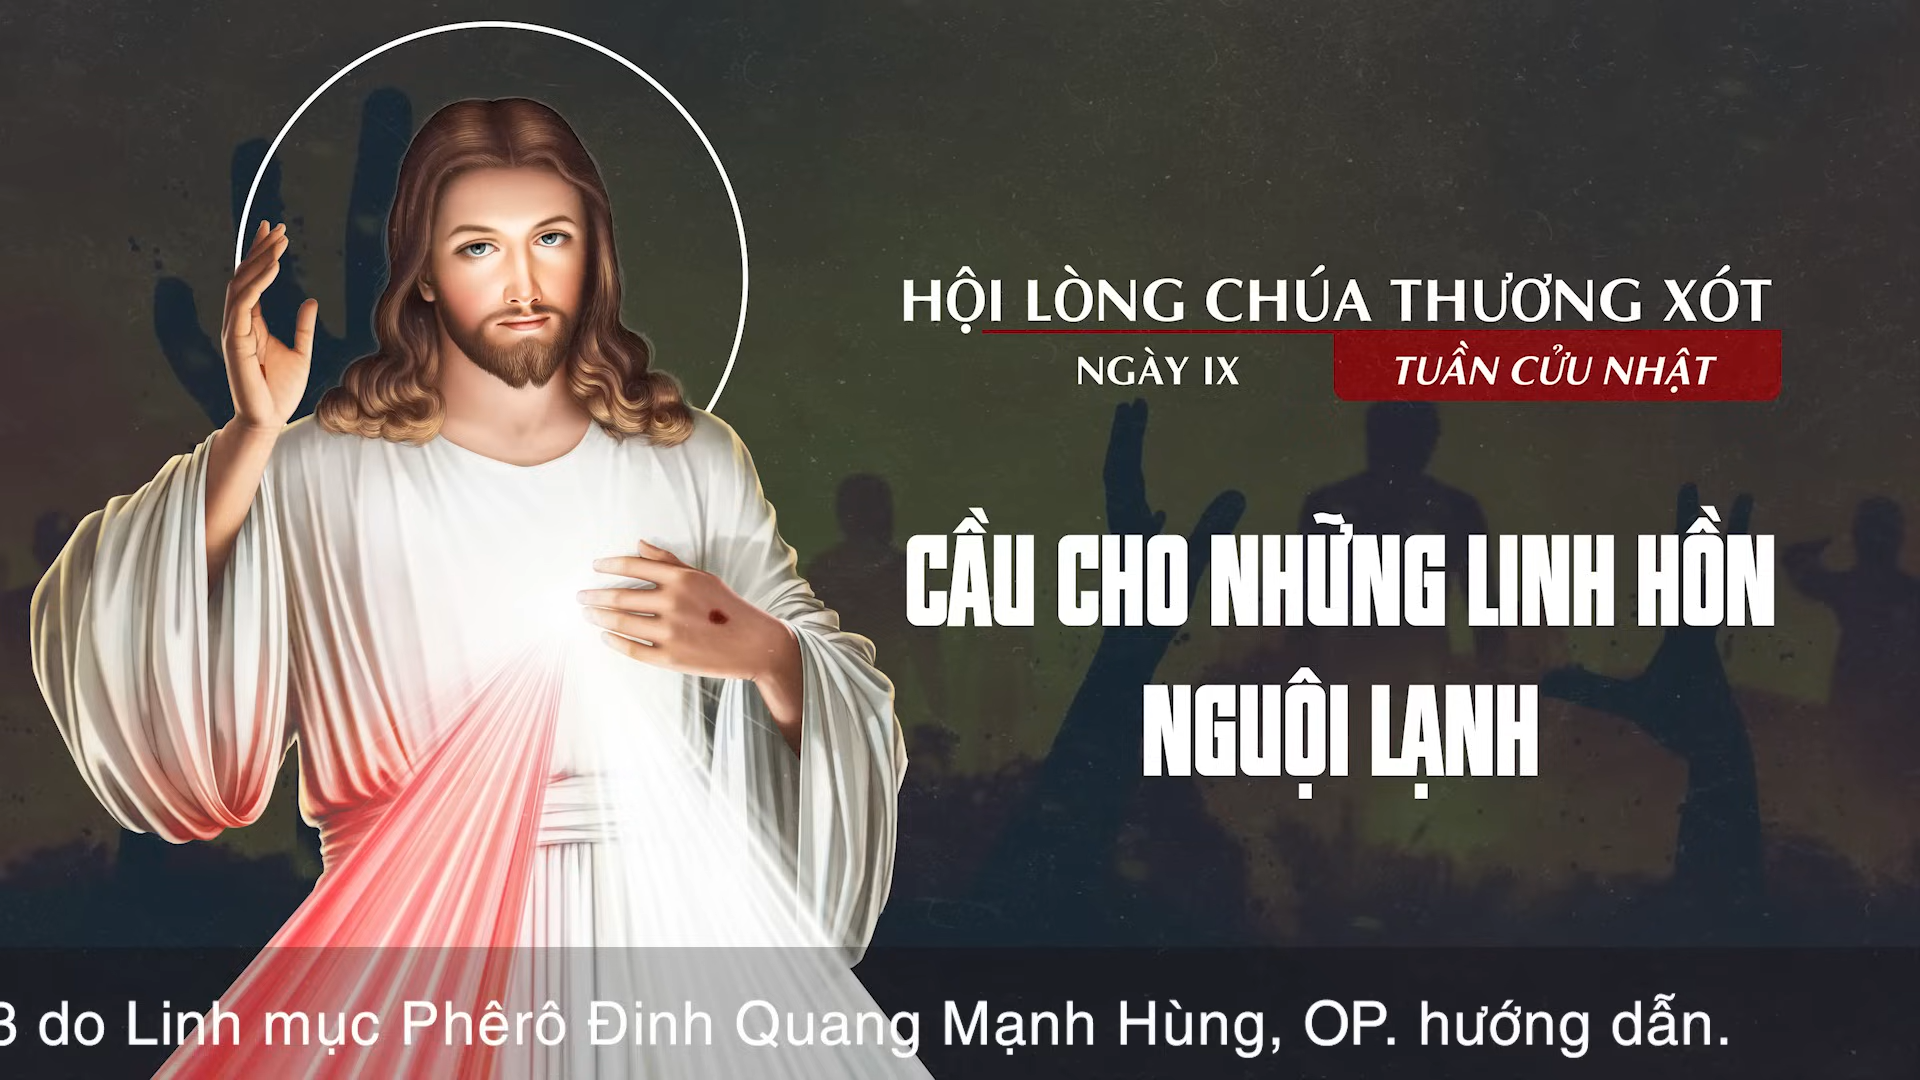 HỘI LÒNG CHÚA THƯƠNG XÓT
NGÀY IX
TUẦN CỬU NHẬT
CẦU CHO NHỮNG LINH HỒN
NGUỘI LẠNH
3 do Linh mục Phêrô Đinh Quang Mạnh Hùng, OP. hướng dẫn.